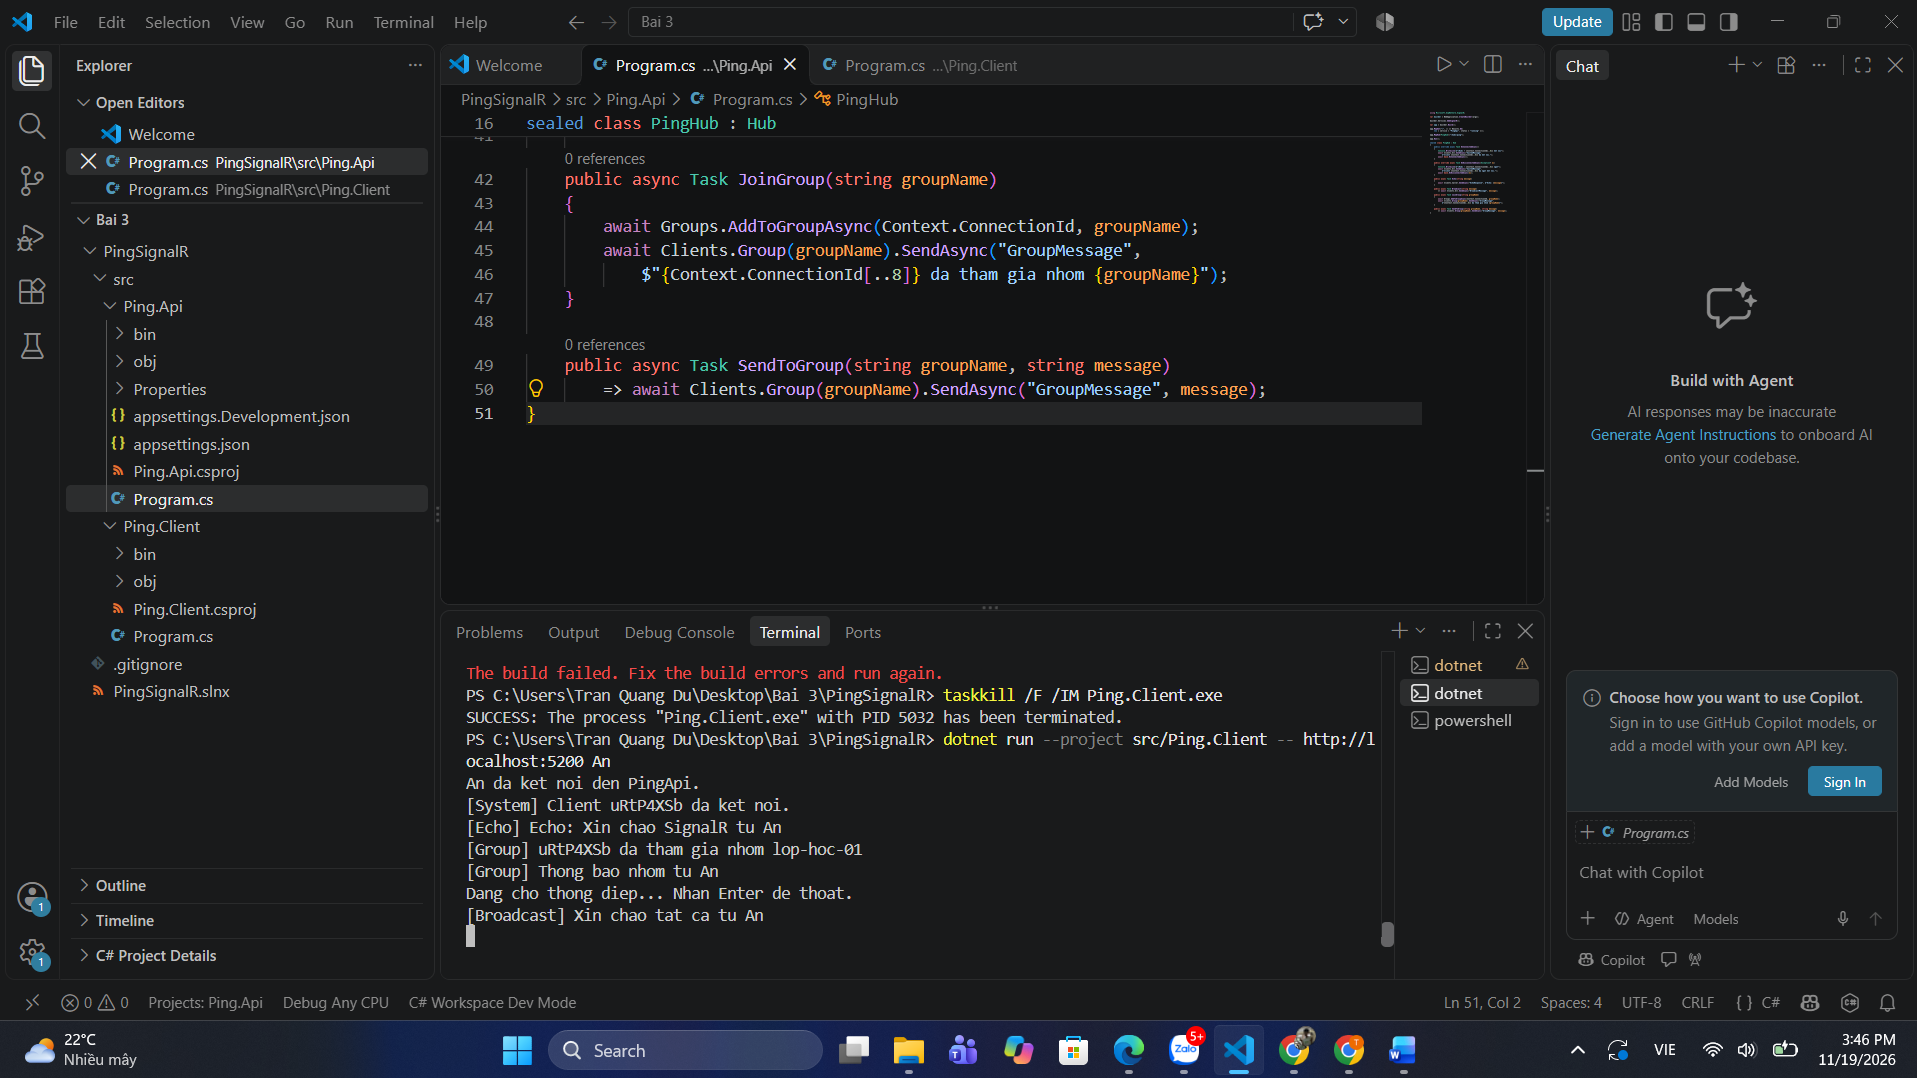 File Edit Selection View Go Run Terminal Help
Bai 3
Update
Explorer
Open Editors
Welcome
Program.cs PingSignalR\src\Ping.Api
Program.cs PingSignalR\src\Ping.Client
Bai 3
PingSignalR
src
Ping.Api
bin
obj
Properties
appsettings.Development.json
appsettings.json
Ping.Api.csproj
Program.cs
Ping.Client
bin
obj
Ping.Client.csproj
Program.cs
.gitignore
PingSignalR.slnx
Outline
Timeline
C# Project Details
1
1
Welcome
Program.cs ...\Ping.Api
Program.cs ...\Ping.Client
PingSignalR > src > Ping.Api > Program.cs > PingHub
16 sealed class PingHub : Hub
41
0 references
42 public async Task JoinGroup(string groupName)
43 {
44 await Groups.AddToGroupAsync(Context.ConnectionId, groupName);
45 await Clients.Group(groupName).SendAsync("GroupMessage",
46 $"{Context.ConnectionId[..8]} da tham gia nhom {groupName}");
47 }
48
0 references
49 public async Task SendToGroup(string groupName, string message)
50 => await Clients.Group(groupName).SendAsync("GroupMessage", message);
51 }
Problems Output Debug Console Terminal Ports
The build failed. Fix the build errors and run again.
PS C:\Users\Tran Quang Du\Desktop\Bai 3\PingSignalR> taskkill /F /IM Ping.Client.exe
SUCCESS: The process "Ping.Client.exe" with PID 5032 has been terminated.
PS C:\Users\Tran Quang Du\Desktop\Bai 3\PingSignalR> dotnet run --project src/Ping.Client -- http://l
ocalhost:5200 An
An da ket noi den PingApi.
[System] Client uRtP4XSb da ket noi.
[Echo] Echo: Xin chao SignalR tu An
[Group] uRtP4XSb da tham gia nhom lop-hoc-01
[Group] Thong bao nhom tu An
Dang cho thong diep... Nhan Enter de thoat.
[Broadcast] Xin chao tat ca tu An
dotnet
dotnet
powershell
Chat
Build with Agent
AI responses may be inaccurate
Generate Agent Instructions to onboard AI
onto your codebase.
Choose how you want to use Copilot.
Sign in to use GitHub Copilot models, or
add a model with your own API key.
Add Models Sign In
Program.cs
Chat with Copilot
Agent Models
Copilot
0 0 Projects: Ping.Api Debug Any CPU C# Workspace Dev Mode
Ln 51, Col 2 Spaces: 4 UTF-8 CRLF { } C#
22°C
Nhiều mây
Search
5+
Zalo
VIE
3:46 PM
11/19/2026